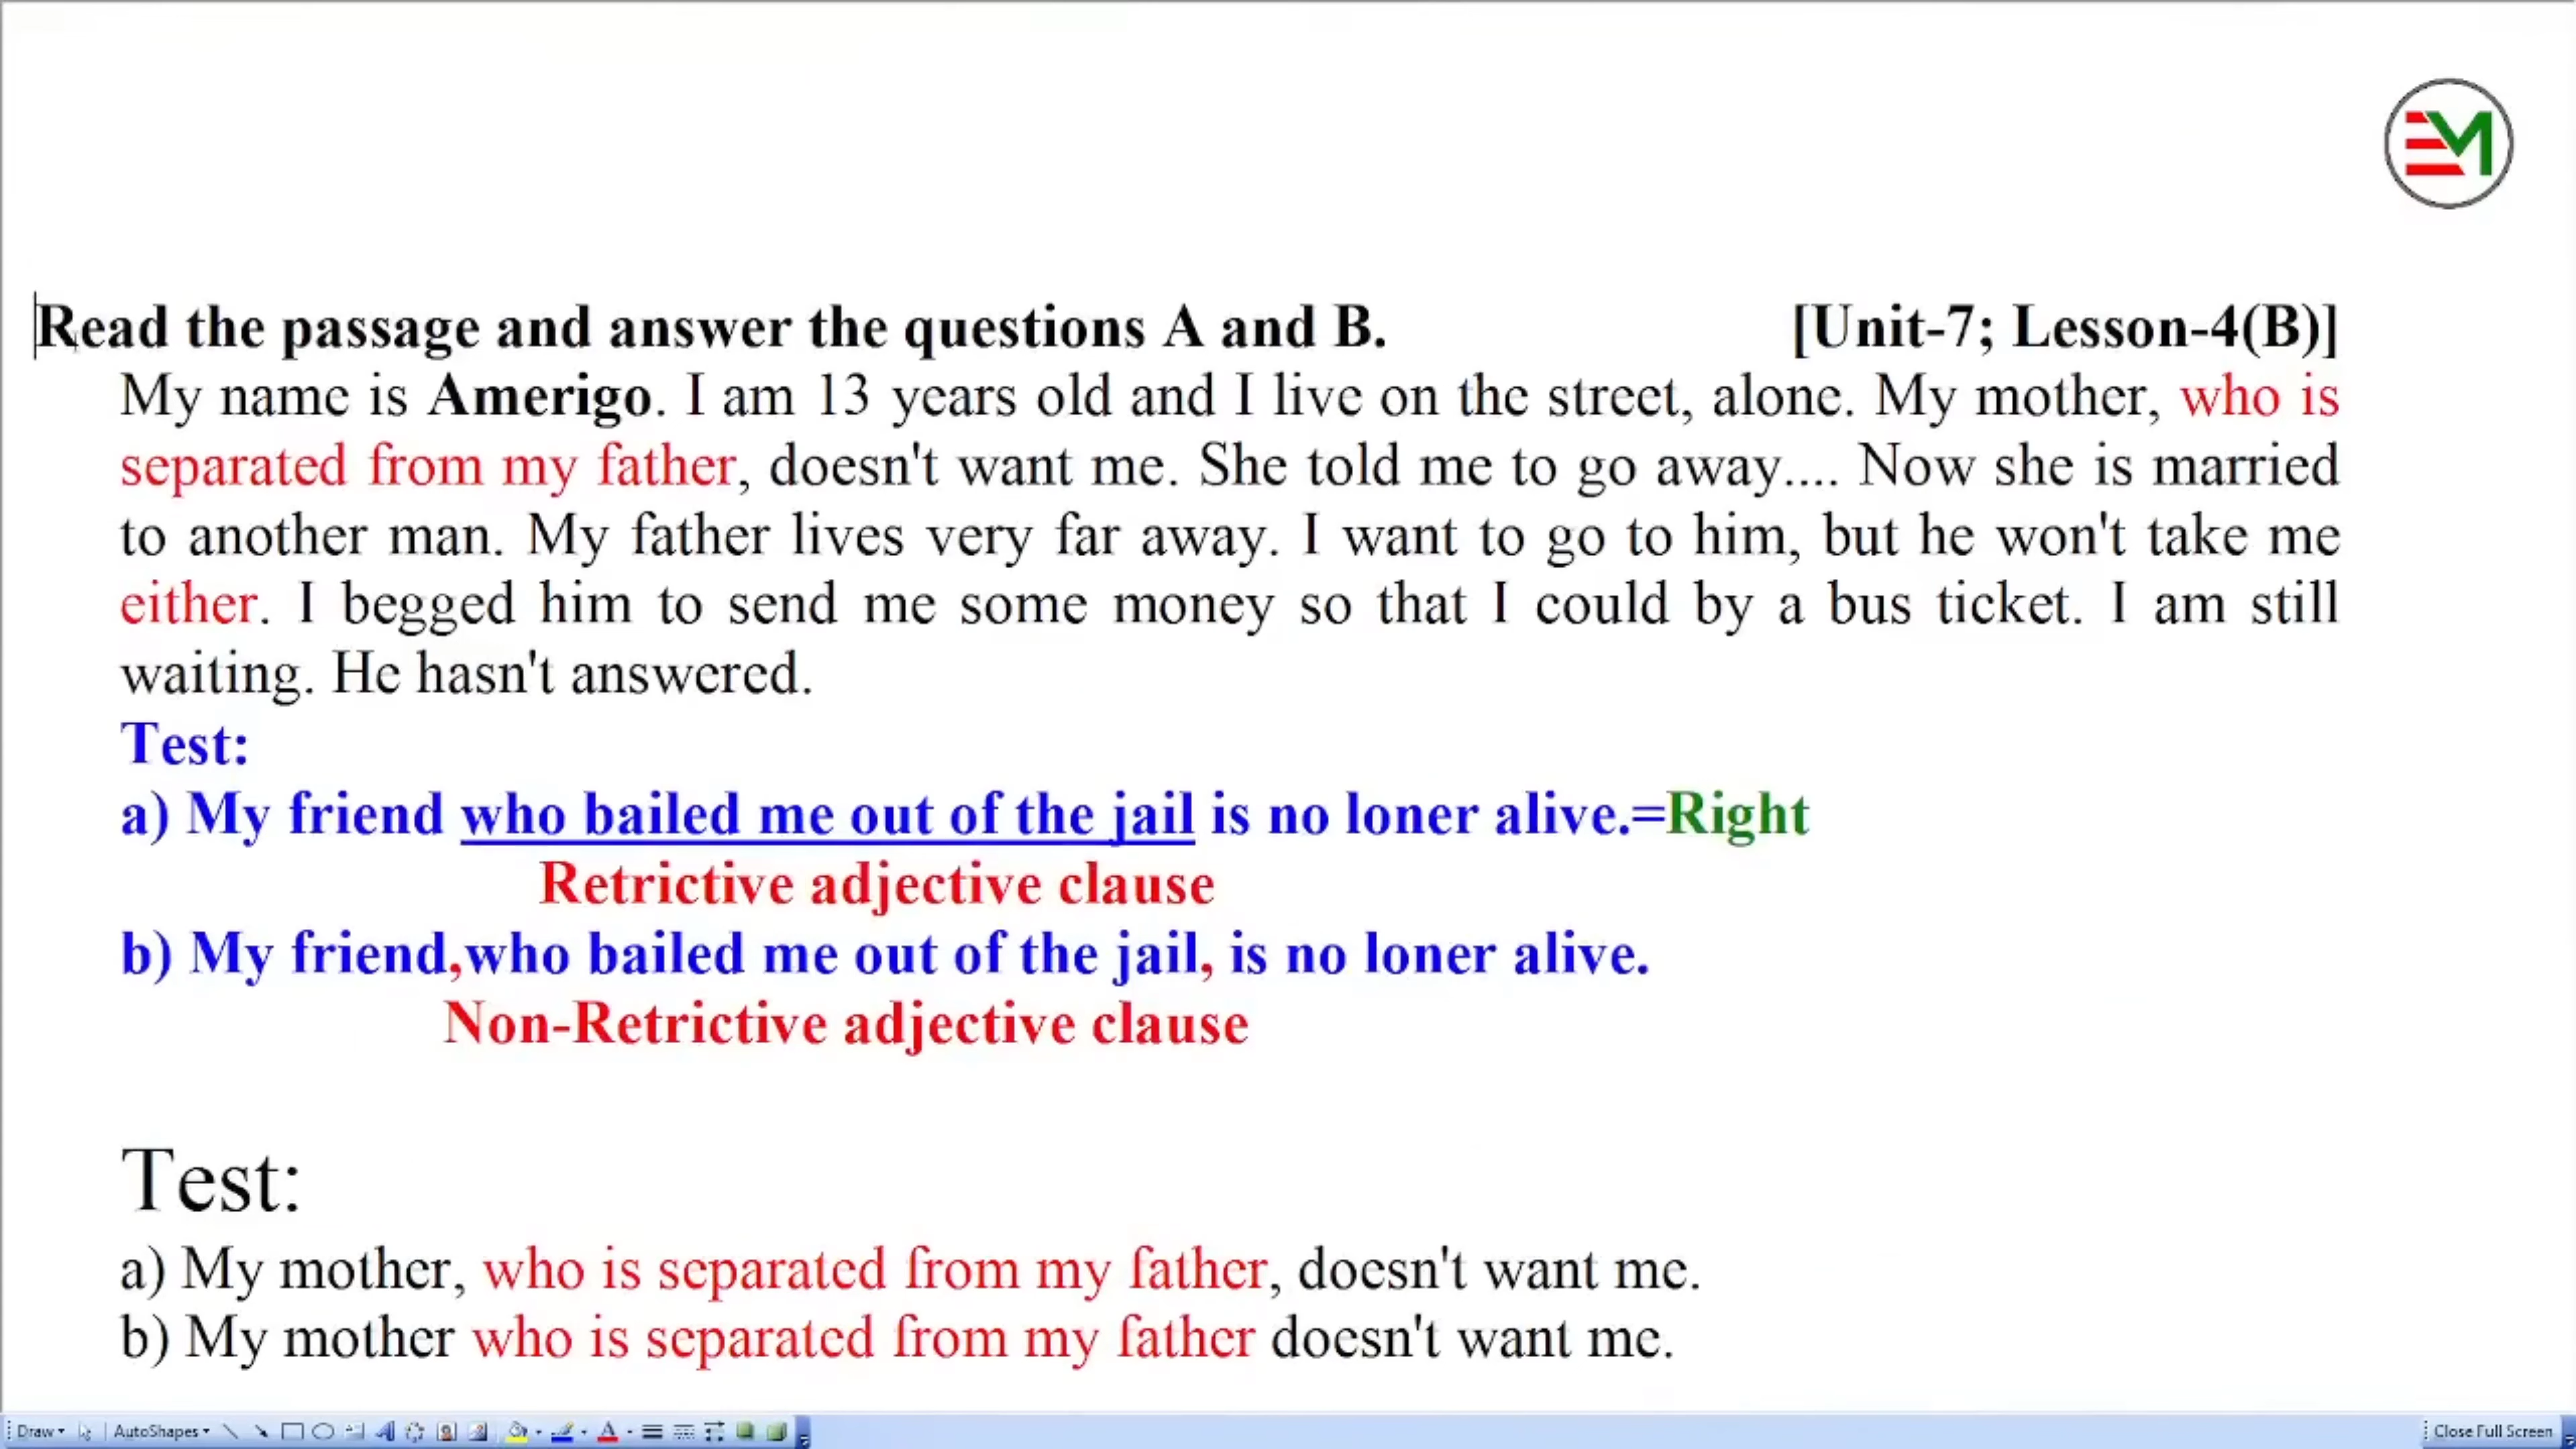 EM
Read the passage and answer the questions A and B. [Unit-7; Lesson-4(B)]
My name is Amerigo. I am 13 years old and I live on the street, alone. My mother, who is
separated from my father, doesn't want me. She told me to go away.... Now she is married
to another man. My father lives very far away. I want to go to him, but he won't take me
either. I begged him to send me some money so that I could by a bus ticket. I am still
waiting. He hasn't answered.
Test:
a) My friend who bailed me out of the jail is no loner alive.=Right
Retrictive adjective clause
b) My friend,who bailed me out of the jail, is no loner alive.
Non-Retrictive adjective clause
Test:
a) My mother, who is separated from my father, doesn't want me.
b) My mother who is separated from my father doesn't want me.
Draw AutoShapes Close Full Screen